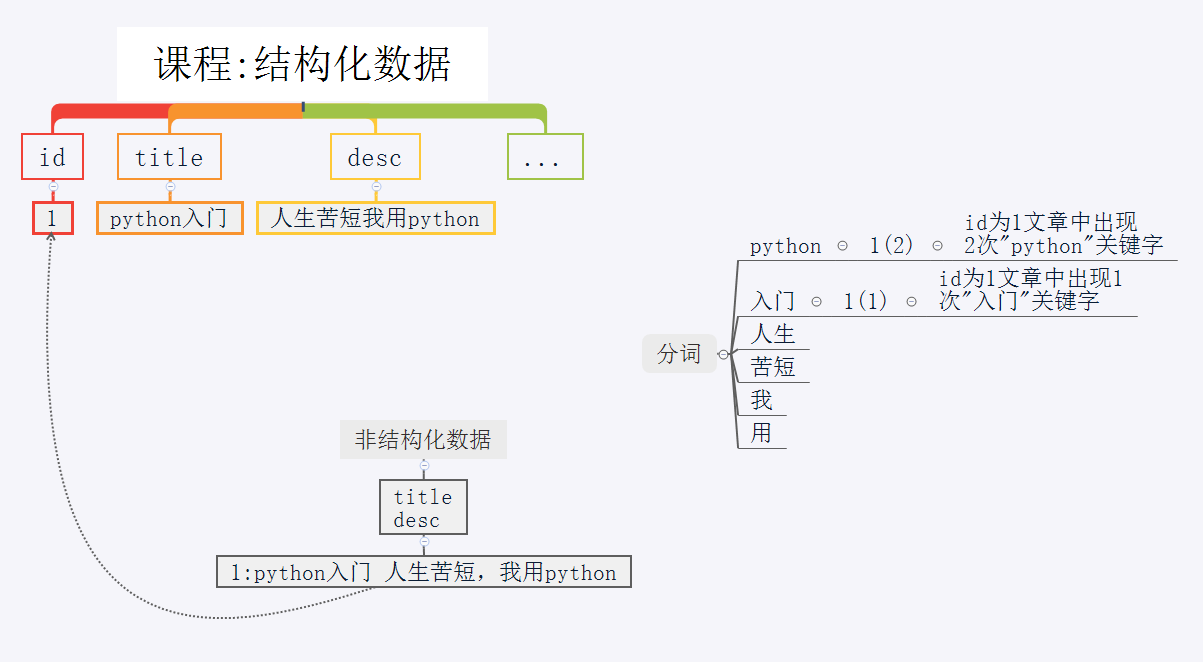 课程:结构化数据
id
title
desc
...
1
python入门
人生苦短我用python
python
1(2)
id为1文章中出现
2次"python"关键字
入门
1(1)
id为1文章中出现1
次"入门"关键字
分词
人生
苦短
我
用
非结构化数据
title
desc
1:python入门 人生苦短，我用python